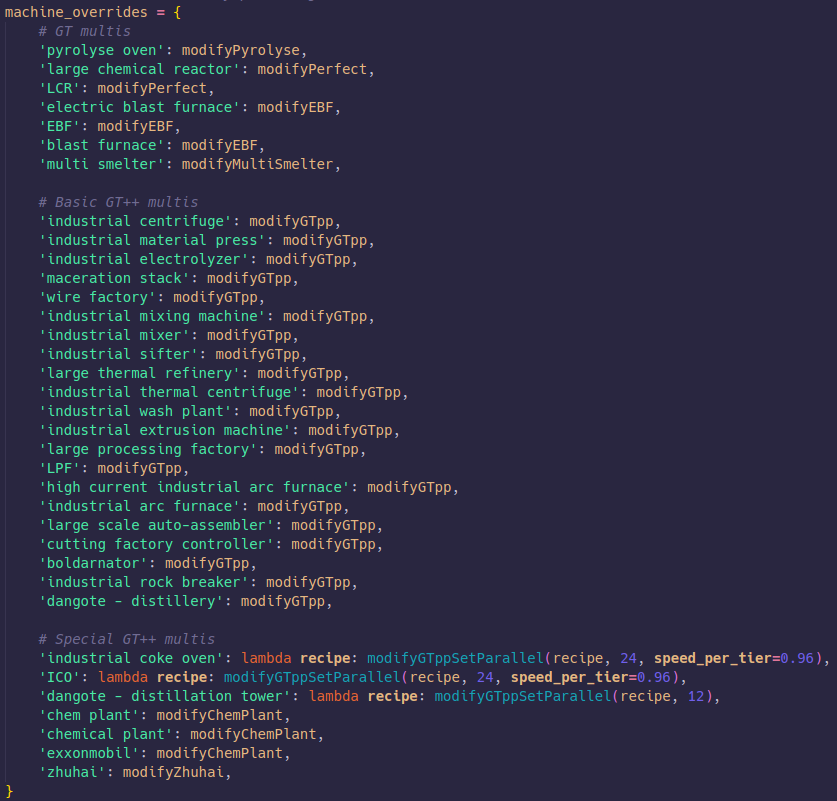 machine_overrides = {
    # GT multis
    'pyrolyse oven': modifyPyrolyse,
    'large chemical reactor': modifyPerfect,
    'LCR': modifyPerfect,
    'electric blast furnace': modifyEBF,
    'EBF': modifyEBF,
    'blast furnace': modifyEBF,
    'multi smelter': modifyMultiSmelter,

    # Basic GT++ multis
    'industrial centrifuge': modifyGTpp,
    'industrial material press': modifyGTpp,
    'industrial electrolyzer': modifyGTpp,
    'maceration stack': modifyGTpp,
    'wire factory': modifyGTpp,
    'industrial mixing machine': modifyGTpp,
    'industrial mixer': modifyGTpp,
    'industrial sifter': modifyGTpp,
    'large thermal refinery': modifyGTpp,
    'industrial thermal centrifuge': modifyGTpp,
    'industrial wash plant': modifyGTpp,
    'industrial extrusion machine': modifyGTpp,
    'large processing factory': modifyGTpp,
    'LPF': modifyGTpp,
    'high current industrial arc furnace': modifyGTpp,
    'industrial arc furnace': modifyGTpp,
    'large scale auto-assembler': modifyGTpp,
    'cutting factory controller': modifyGTpp,
    'boldarnator': modifyGTpp,
    'industrial rock breaker': modifyGTpp,
    'dangote - distillery': modifyGTpp,

    # Special GT++ multis
    'industrial coke oven': lambda recipe: modifyGTppSetParallel(recipe, 24, speed_per_tier=0.96),
    'ICO': lambda recipe: modifyGTppSetParallel(recipe, 24, speed_per_tier=0.96),
    'dangote - distillation tower': lambda recipe: modifyGTppSetParallel(recipe, 12),
    'chem plant': modifyChemPlant,
    'chemical plant': modifyChemPlant,
    'exxonmobil': modifyChemPlant,
    'zhuhai': modifyZhuhai,
}